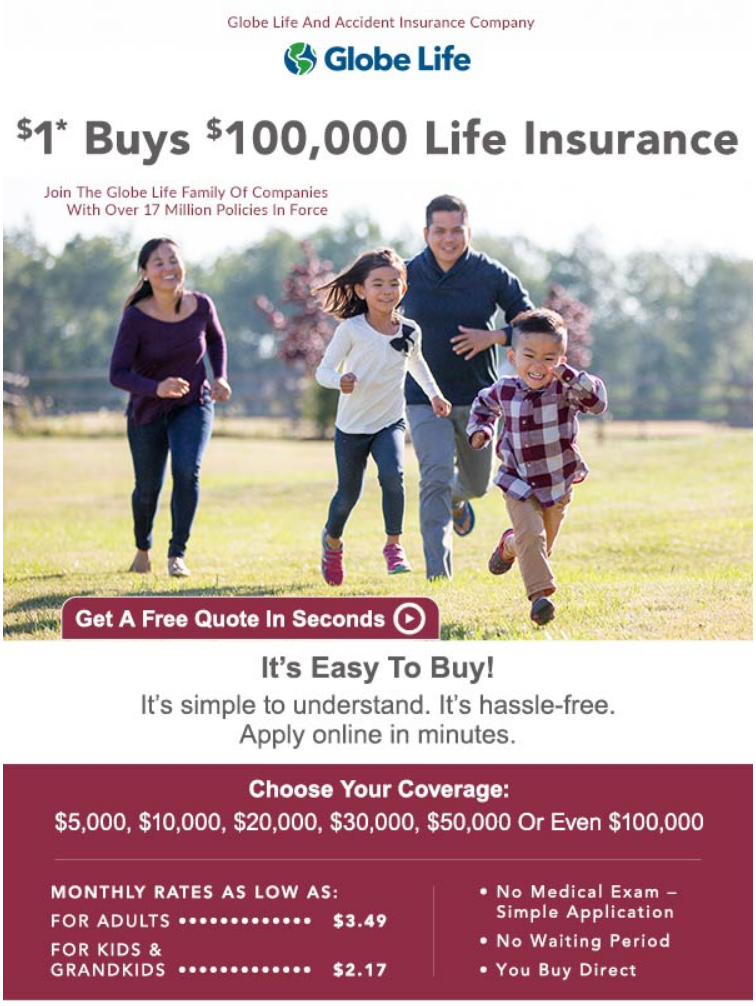 Globe Life And Accident Insurance Company
Globe Life
$1* Buys $100,000 Life Insurance
Join The Globe Life Family Of Companies
With Over 17 Million Policies In Force
Get A Free Quote In Seconds
It's Easy To Buy!
It's simple to understand. It's hassle-free.
Apply online in minutes.
Choose Your Coverage:
$5,000, $10,000, $20,000, $30,000, $50,000 Or Even $100,000
MONTHLY RATES AS LOW AS:
FOR ADULTS ••••••••••••• $3.49
FOR KIDS &
GRANDKIDS ••••••••••••• $2.17
• No Medical Exam –
Simple Application
• No Waiting Period
• You Buy Direct